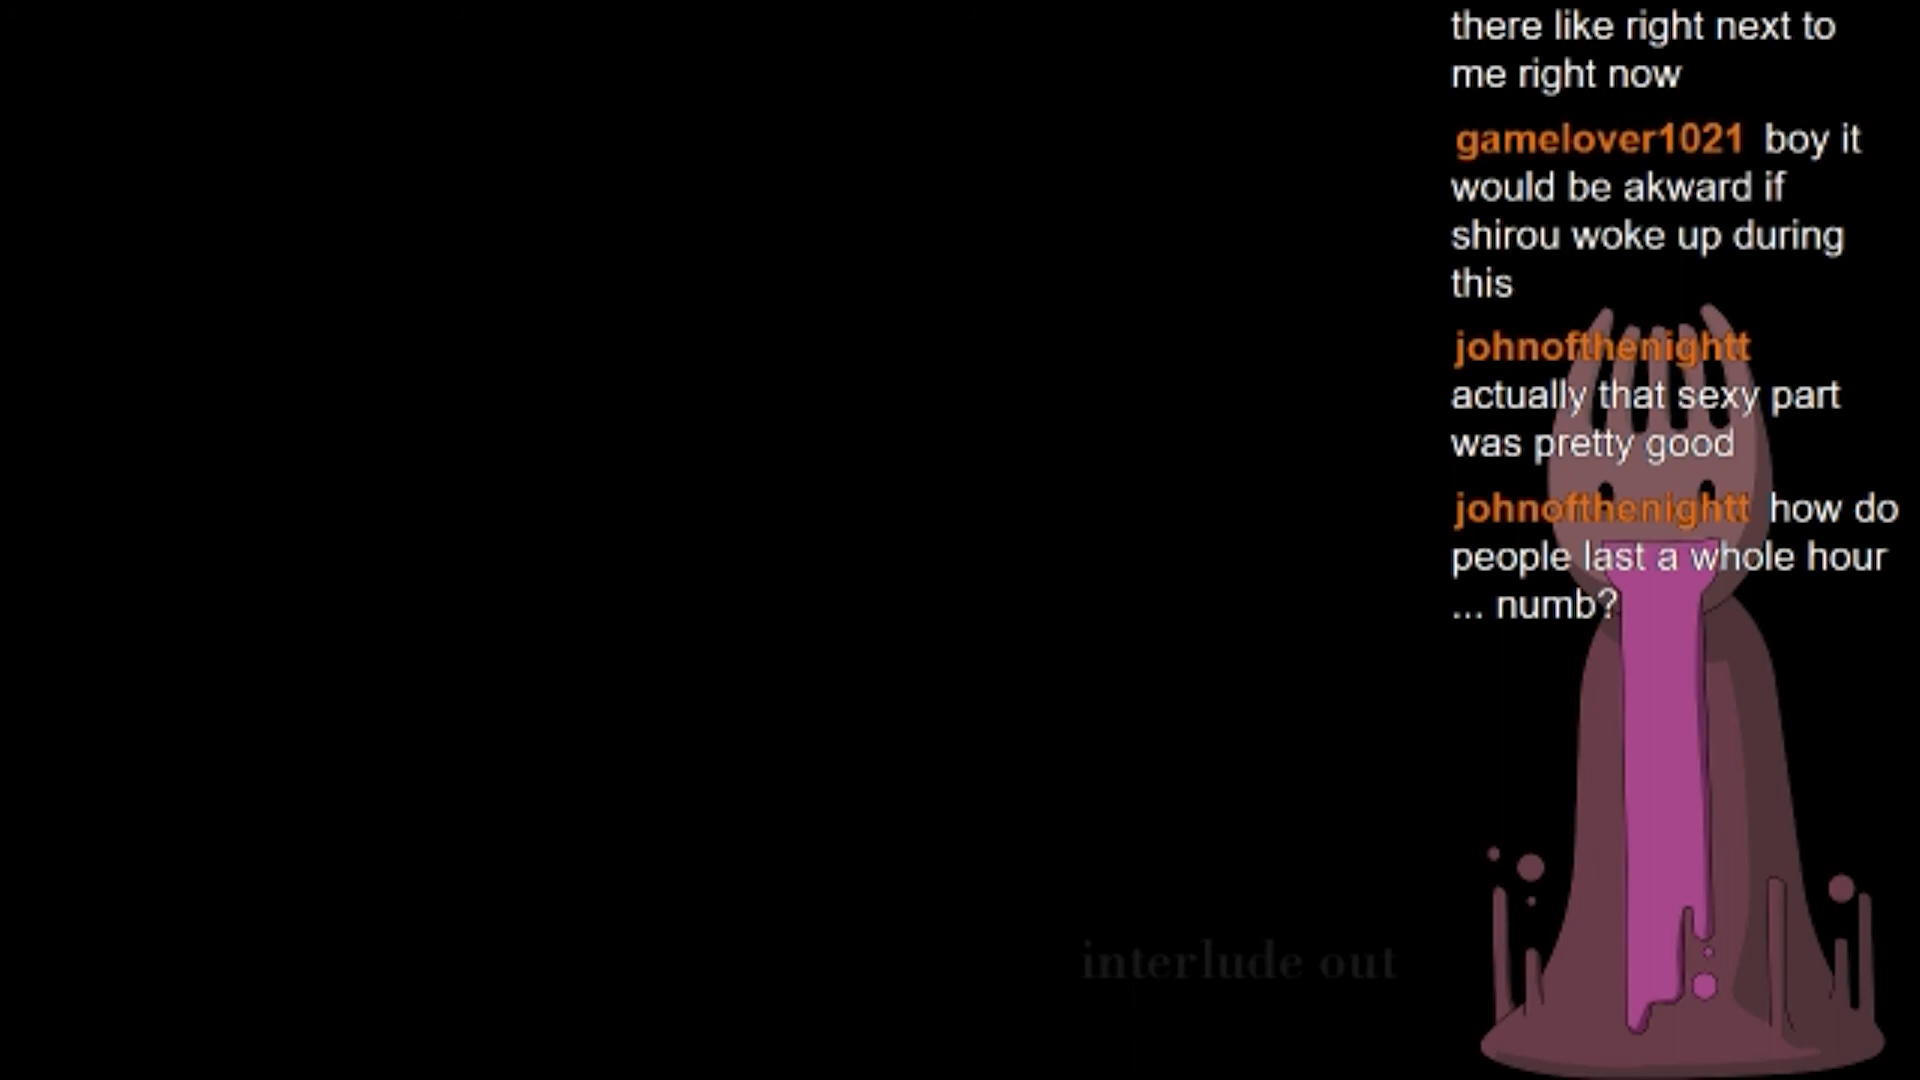 there like right next to
me right now
gamelover1021 boy it
would be akward if
shirou woke up during
this
johnofthenightt
actually that sexy part
was pretty good
johnofthenightt how do
people last a whole hour
... numb?
interlude out